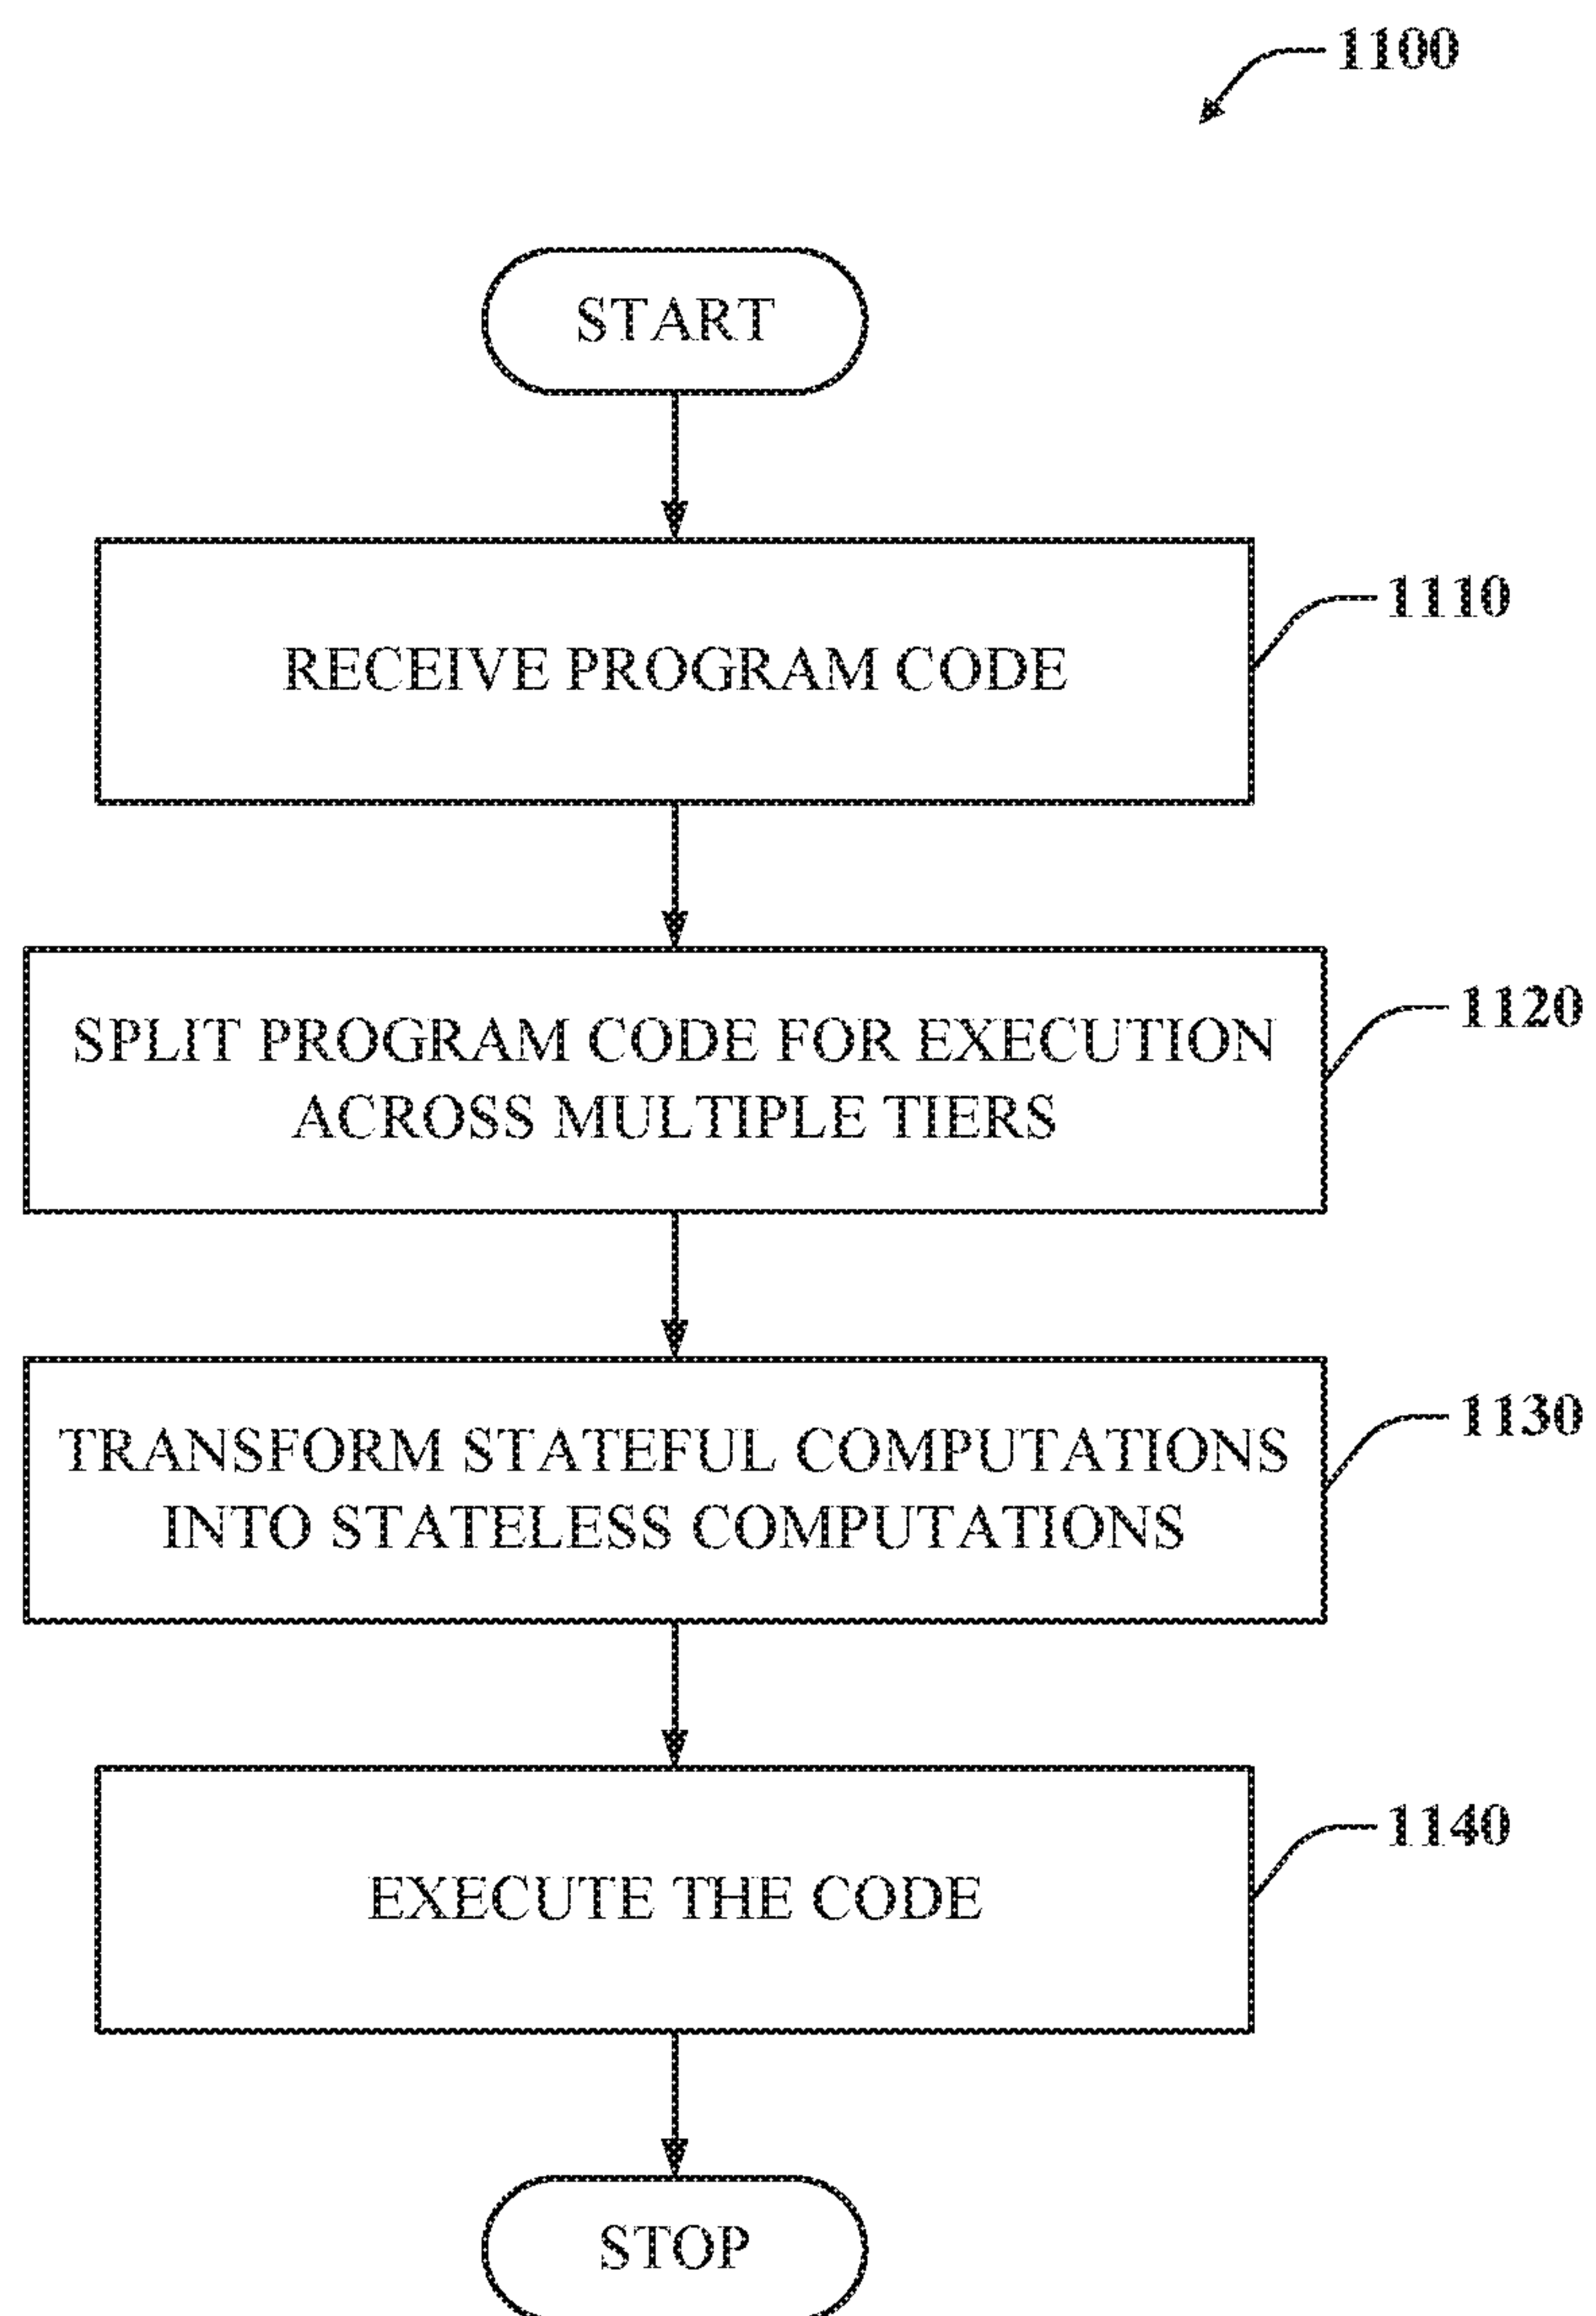 1100
START
RECEIVE PROGRAM CODE
1110
SPLIT PROGRAM CODE FOR EXECUTION
ACROSS MULTIPLE TIERS
1120
TRANSFORM STATEFUL COMPUTATIONS
INTO STATELESS COMPUTATIONS
1130
EXECUTE THE CODE
1140
STOP